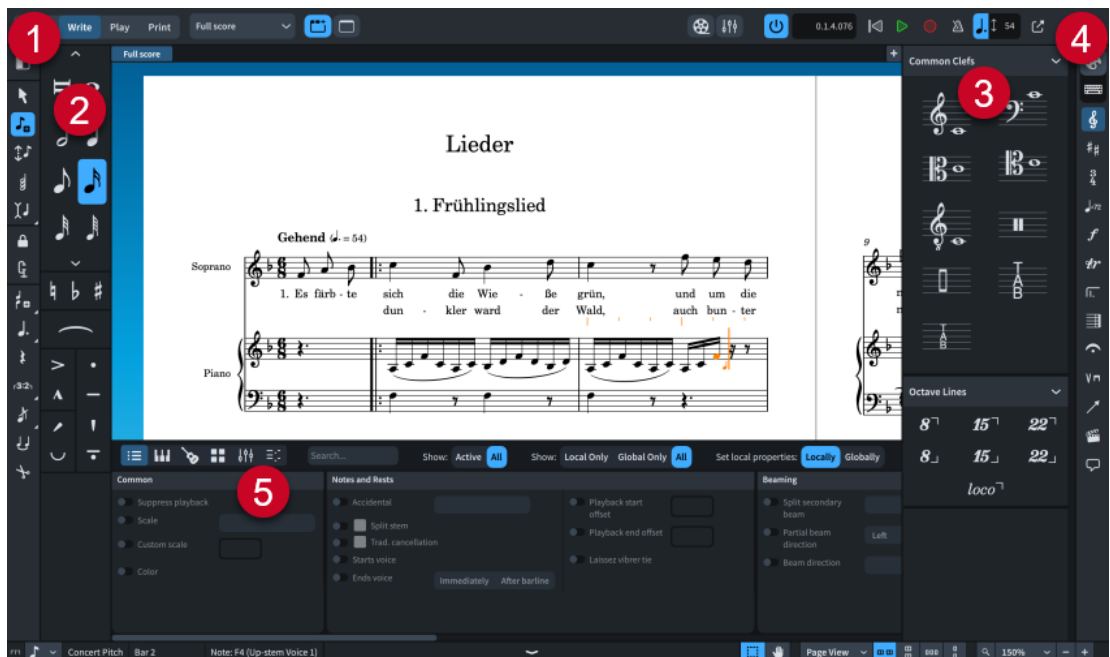 1 Write Play Print Full score 0.1.4.076 54 4
Full score +
Common Clefs
2
3
Lieder
1. Frühlingslied
Gehend (♩. = 54)
9
Soprano
1. Es färb - te sich die Wie - ße grün, und um die
dun - kler ward der Wald, auch bun - ter
Piano
Octave Lines
8 15 22
8 15 22
loco
3:2
Search... Show: Active All Show: Local Only Global Only All Set local properties: Locally Globally
5
Common
Suppress playback
Scale
Custom scale
Color
Notes and Rests
Accidental
Split stem
Trad. cancellation
Starts voice
Ends voice
Immediately After barline
Playback start offset
Playback end offset
Laissez vibrer tie
Beaming
Split secondary beam
Partial beam direction
Left
Beam direction
Concert Pitch Bar 2 Note: F4 (Up-stem Voice 1) Page View 150% − +